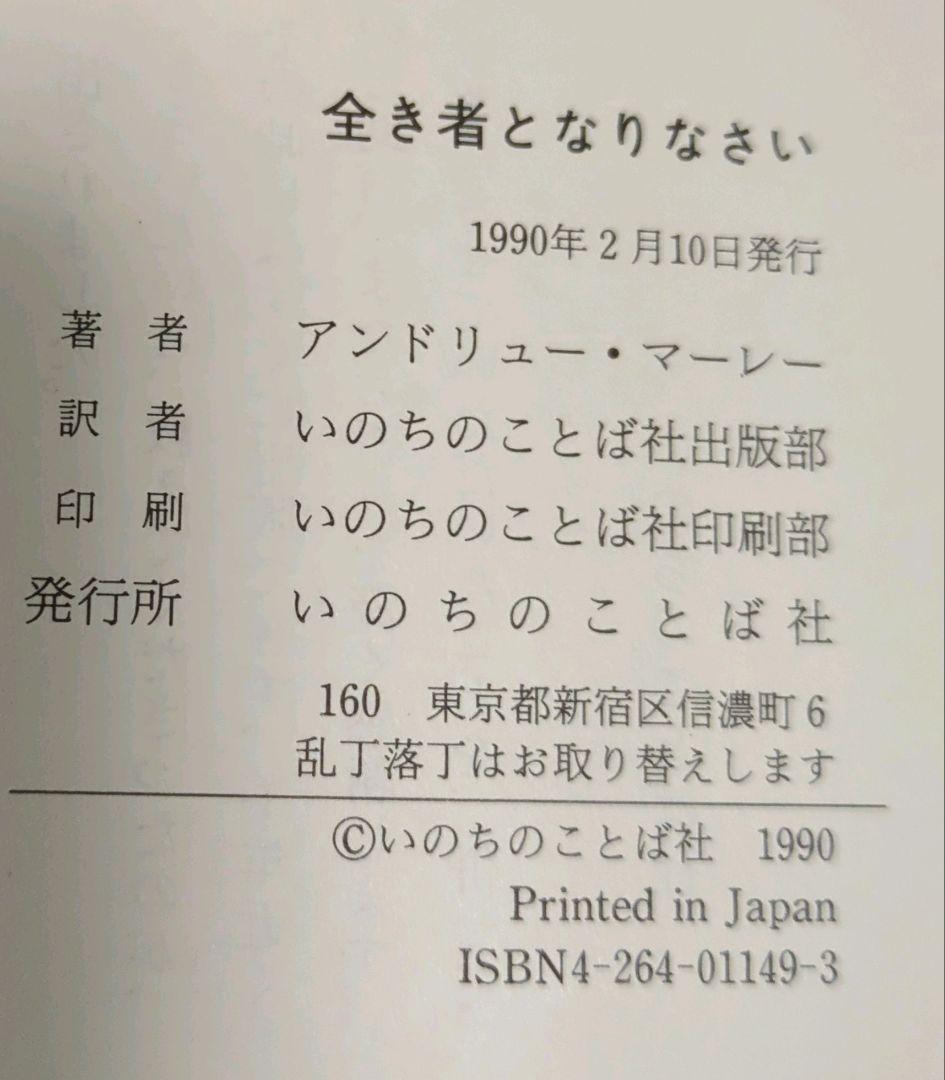 全き者となりなさい
1990年2月10日発行
著 者 アンドリュー・マーレー
訳 者 いのちのことば社出版部
印 刷 いのちのことば社印刷部
発行所 いのちのことば社
160 東京都新宿区信濃町6
乱丁落丁はお取り替えします
©いのちのことば社 1990
Printed in Japan
ISBN4-264-01149-3